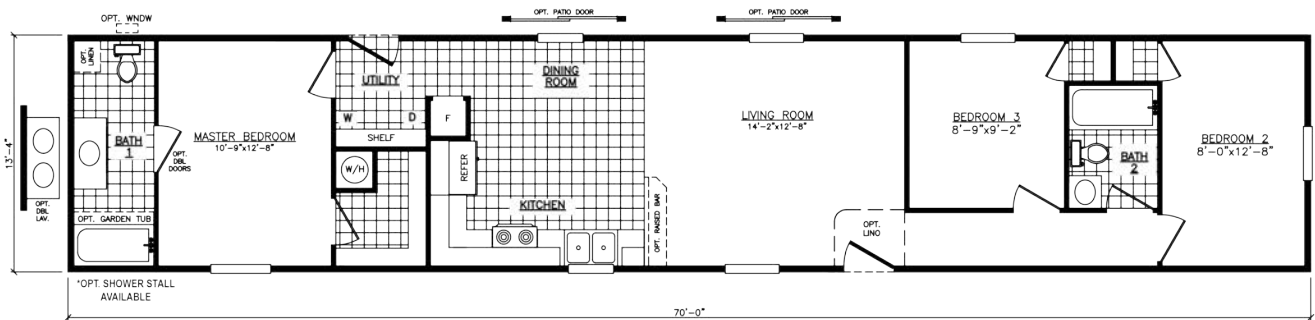 OPT. WNDW
OPT. PATIO DOOR
OPT. PATIO DOOR
OPT.
LINEN
UTILITY
DINING
ROOM
W
D
F
SHELF
W/H
REFER
KITCHEN
OPT. RAISED BAR
MASTER BEDROOM
10'-9"x12'-8"
BATH
1
OPT.
DBL
DOORS
OPT. GARDEN TUB
OPT.
DBL
LAV.
13'-4"
LIVING ROOM
14'-2"x12'-8"
OPT.
LINO
BEDROOM 3
8'-9"x9'-2"
BATH
2
BEDROOM 2
8'-0"x12'-8"
*OPT. SHOWER STALL
AVAILABLE
70'-0"